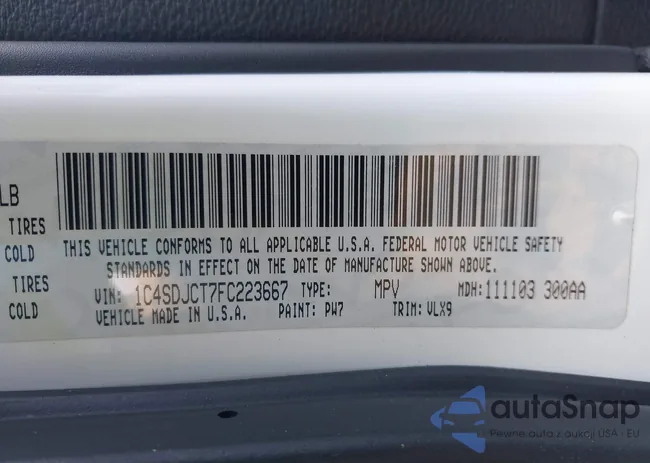 LB
TIRES
COLD
TIRES
COLD
THIS VEHICLE CONFORMS TO ALL APPLICABLE U.S.A. FEDERAL MOTOR VEHICLE SAFETY
STANDARDS IN EFFECT ON THE DATE OF MANUFACTURE SHOWN ABOVE.
VIN: 1C4SDJCT7FC223667 TYPE: MPV MDH: 111103 300AA
VEHICLE MADE IN U.S.A. PAINT: PW7 TRIM: VLX9
autaSnap
Pewne auta z aukcji USA - EU